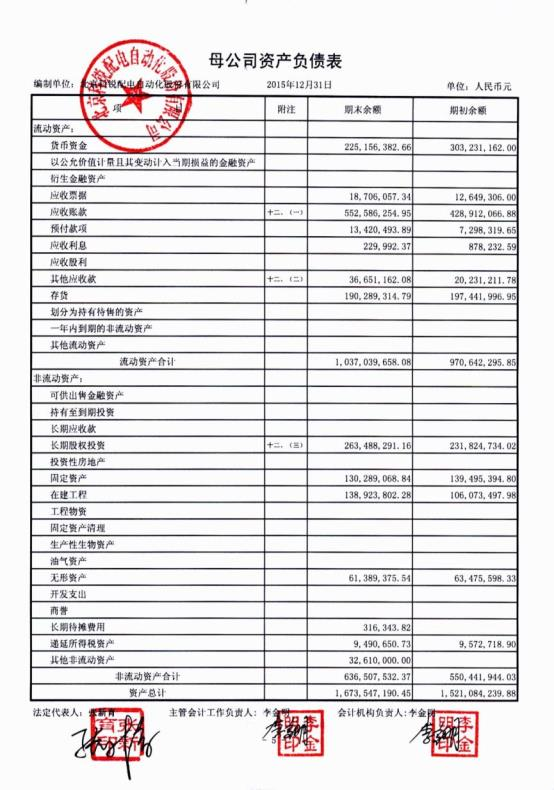 母公司资产负债表
编制单位：北京科锐配电自动化股份有限公司 2015年12月31日 单位：人民币元
项 目 附注 期末余额 期初余额
流动资产：
货币资金 225,156,382.66 303,231,162.00
以公允价值计量且其变动计入当期损益的金融资产
衍生金融资产
应收票据 18,706,057.34 12,649,306.00
应收账款 十二、（一） 552,586,254.95 428,912,066.88
预付款项 13,420,493.89 7,298,319.65
应收利息 229,992.37 878,232.59
应收股利
其他应收款 十二、（二） 36,651,162.08 20,231,211.78
存货 190,289,314.79 197,441,996.95
划分为持有待售的资产
一年内到期的非流动资产
其他流动资产
流动资产合计 1,037,039,658.08 970,642,295.85
非流动资产：
可供出售金融资产
持有至到期投资
长期应收款
长期股权投资 十二、（三） 263,488,291.16 231,824,734.02
投资性房地产
固定资产 130,289,068.84 139,495,394.80
在建工程 138,923,802.28 106,073,497.98
工程物资
固定资产清理
生产性生物资产
油气资产
无形资产 61,389,375.54 63,475,598.33
开发支出
商誉
长期待摊费用 316,343.82
递延所得税资产 9,490,650.73 9,572,718.90
其他非流动资产 32,610,000.00
非流动资产合计 636,507,532.37 550,441,944.03
资产总计 1,673,547,190.45 1,521,084,239.88
法定代表人：张新育 主管会计工作负责人：李金明 会计机构负责人：李金明
李金明印
李金明印
5